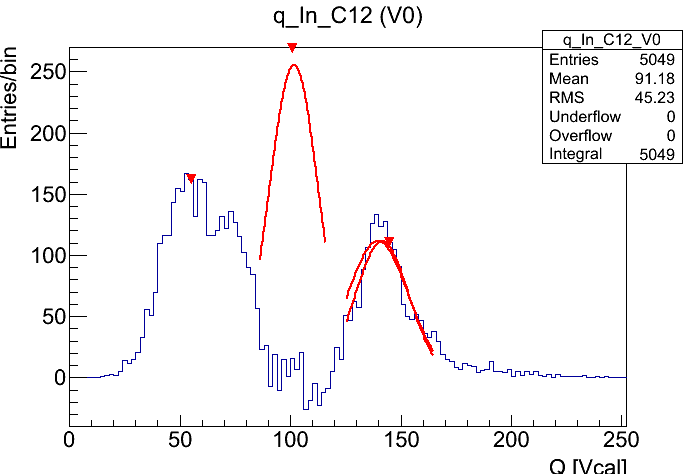 q_In_C12 (V0)
q_In_C12_V0
Entries 5049
Mean 91.18
RMS 45.23
Underflow 0
Overflow 0
Integral 5049
Entries/bin
250
200
150
100
50
0
0 50 100 150 200 250
Q [Vcal]